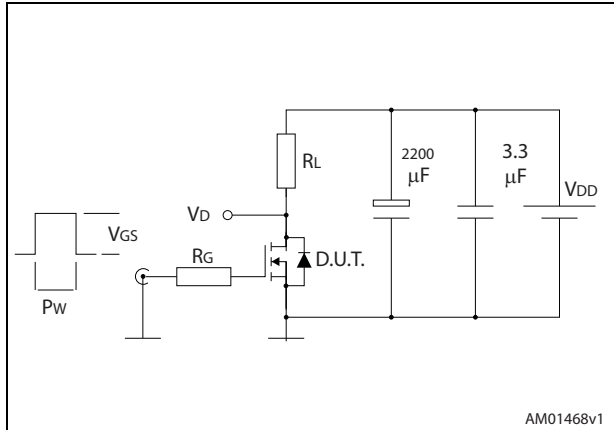 RL
2200
μF
3.3
μF
VDD
VD
VGS
RG
D.U.T.
PW
AM01468v1